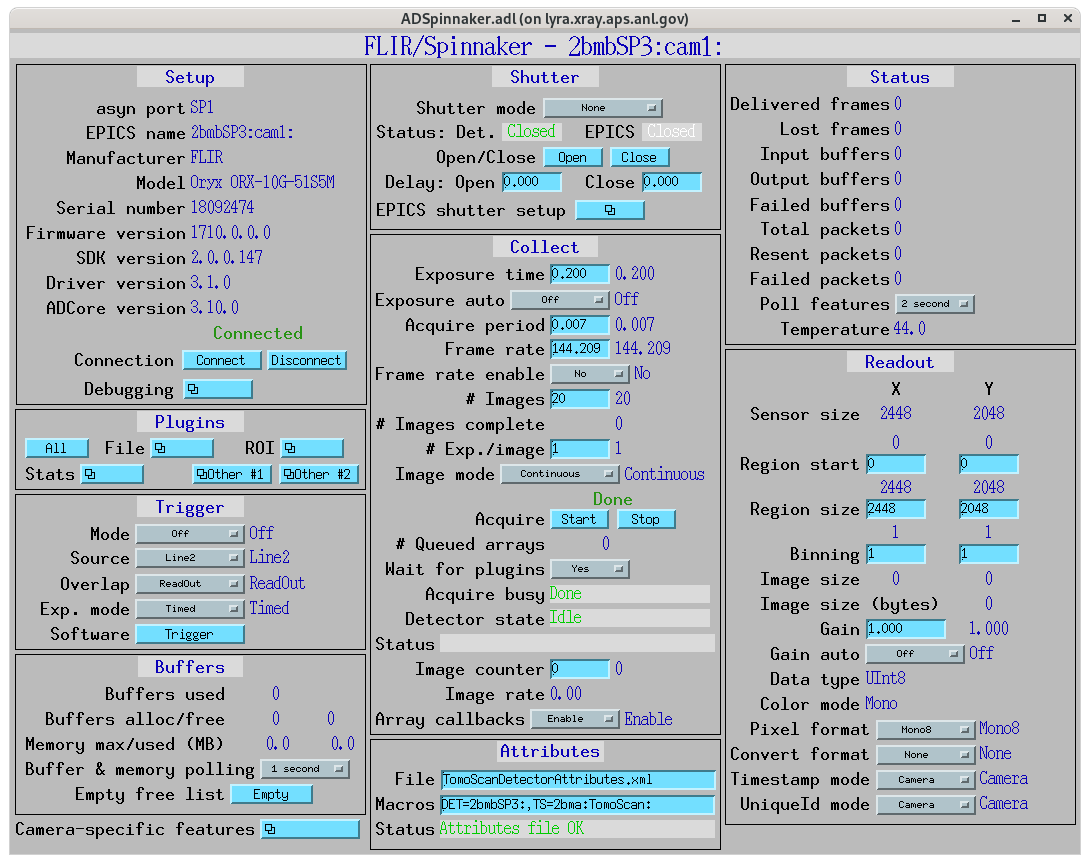 ADSpinnaker.adl (on lyra.xray.aps.anl.gov)
FLIR/Spinnaker - 2bmbSP3:cam1:
Setup
asyn port SP1
EPICS name 2bmbSP3:cam1:
Manufacturer FLIR
Model Oryx ORX-10G-51S5M
Serial number 18092474
Firmware version 1710.0.0.0
SDK version 2.0.0.147
Driver version 3.1.0
ADCore version 3.10.0
Connected
Connection Connect Disconnect
Debugging
Plugins
All File ROI
Stats Other #1 Other #2
Trigger
Mode Off Off
Source Line2 Line2
Overlap ReadOut ReadOut
Exp. mode Timed Timed
Software Trigger
Buffers
Buffers used 0
Buffers alloc/free 0 0
Memory max/used (MB) 0.0 0.0
Buffer & memory polling 1 second
Empty free list Empty
Camera-specific features
Shutter
Shutter mode None
Status: Det. Closed EPICS Closed
Open/Close Open Close
Delay: Open 0.000 Close 0.000
EPICS shutter setup
Collect
Exposure time 0.200 0.200
Exposure auto Off Off
Acquire period 0.007 0.007
Frame rate 144.209 144.209
Frame rate enable No No
# Images 20 20
# Images complete 0
# Exp./image 1 1
Image mode Continuous Continuous
Done
Acquire Start Stop
# Queued arrays 0
Wait for plugins Yes
Acquire busy Done
Detector state Idle
Status
Image counter 0 0
Image rate 0.00
Array callbacks Enable Enable
Attributes
File TomoScanDetectorAttributes.xml
Macros DET=2bmbSP3:,TS=2bma:TomoScan:
Status Attributes file OK
Status
Delivered frames 0
Lost frames 0
Input buffers 0
Output buffers 0
Failed buffers 0
Total packets 0
Resent packets 0
Failed packets 0
Poll features 2 second
Temperature 44.0
Readout
X Y
Sensor size 2448 2048
0 0
Region start 0 0
2448 2048
Region size 2448 2048
1 1
Binning 1 1
Image size 0 0
Image size (bytes) 0
Gain 1.000 1.000
Gain auto Off Off
Data type UInt8
Color mode Mono
Pixel format Mono8 Mono8
Convert format None None
Timestamp mode Camera Camera
UniqueId mode Camera Camera